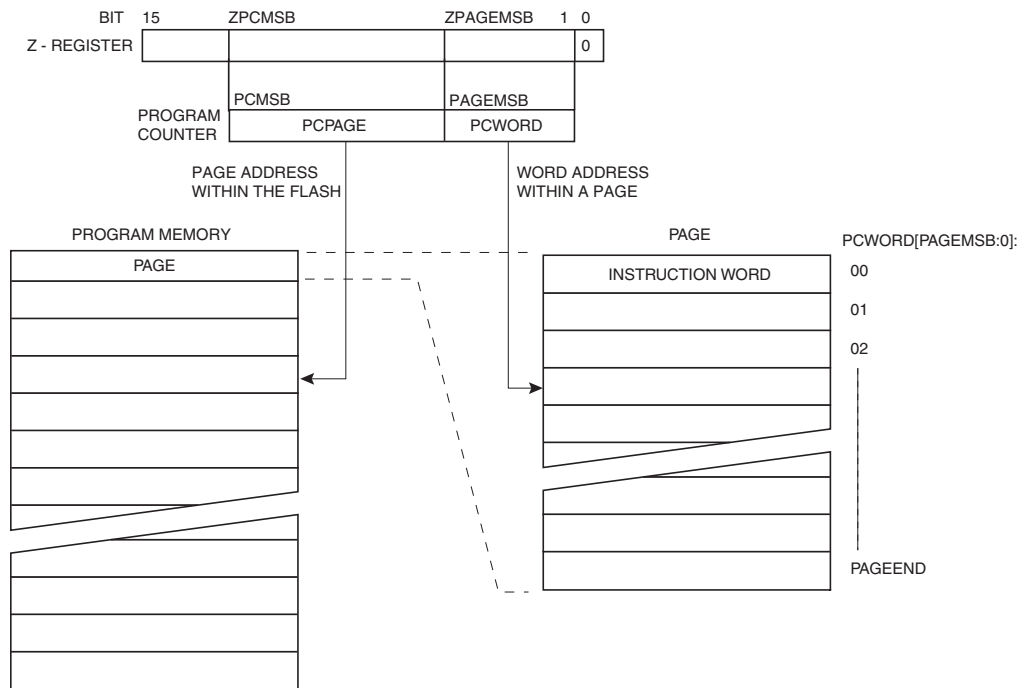 BIT 15 ZPCMSB ZPAGEMSB 1 0
Z - REGISTER 0
PCMSB PAGEMSB
PROGRAM
COUNTER
PCPAGE PCWORD
PAGE ADDRESS
WITHIN THE FLASH
WORD ADDRESS
WITHIN A PAGE
PROGRAM MEMORY
PAGE
PAGE
PCWORD[PAGEMSB:0]:
INSTRUCTION WORD
00
01
02
PAGEEND